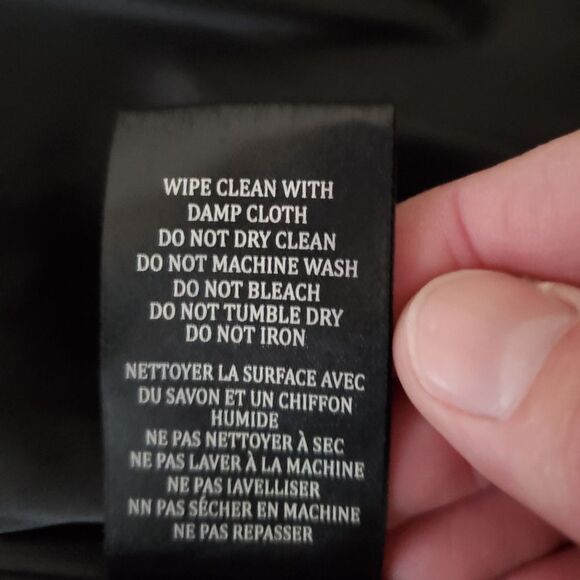 WIPE CLEAN WITH
DAMP CLOTH
DO NOT DRY CLEAN
DO NOT MACHINE WASH
DO NOT BLEACH
DO NOT TUMBLE DRY
DO NOT IRON
NETTOYER LA SURFACE AVEC
DU SAVON ET UN CHIFFON
HUMIDE
NE PAS NETTOYER À SEC
NE PAS LAVER À LA MACHINE
NE PAS IAVELLISER
NN PAS SÉCHER EN MACHINE
NE PAS REPASSER